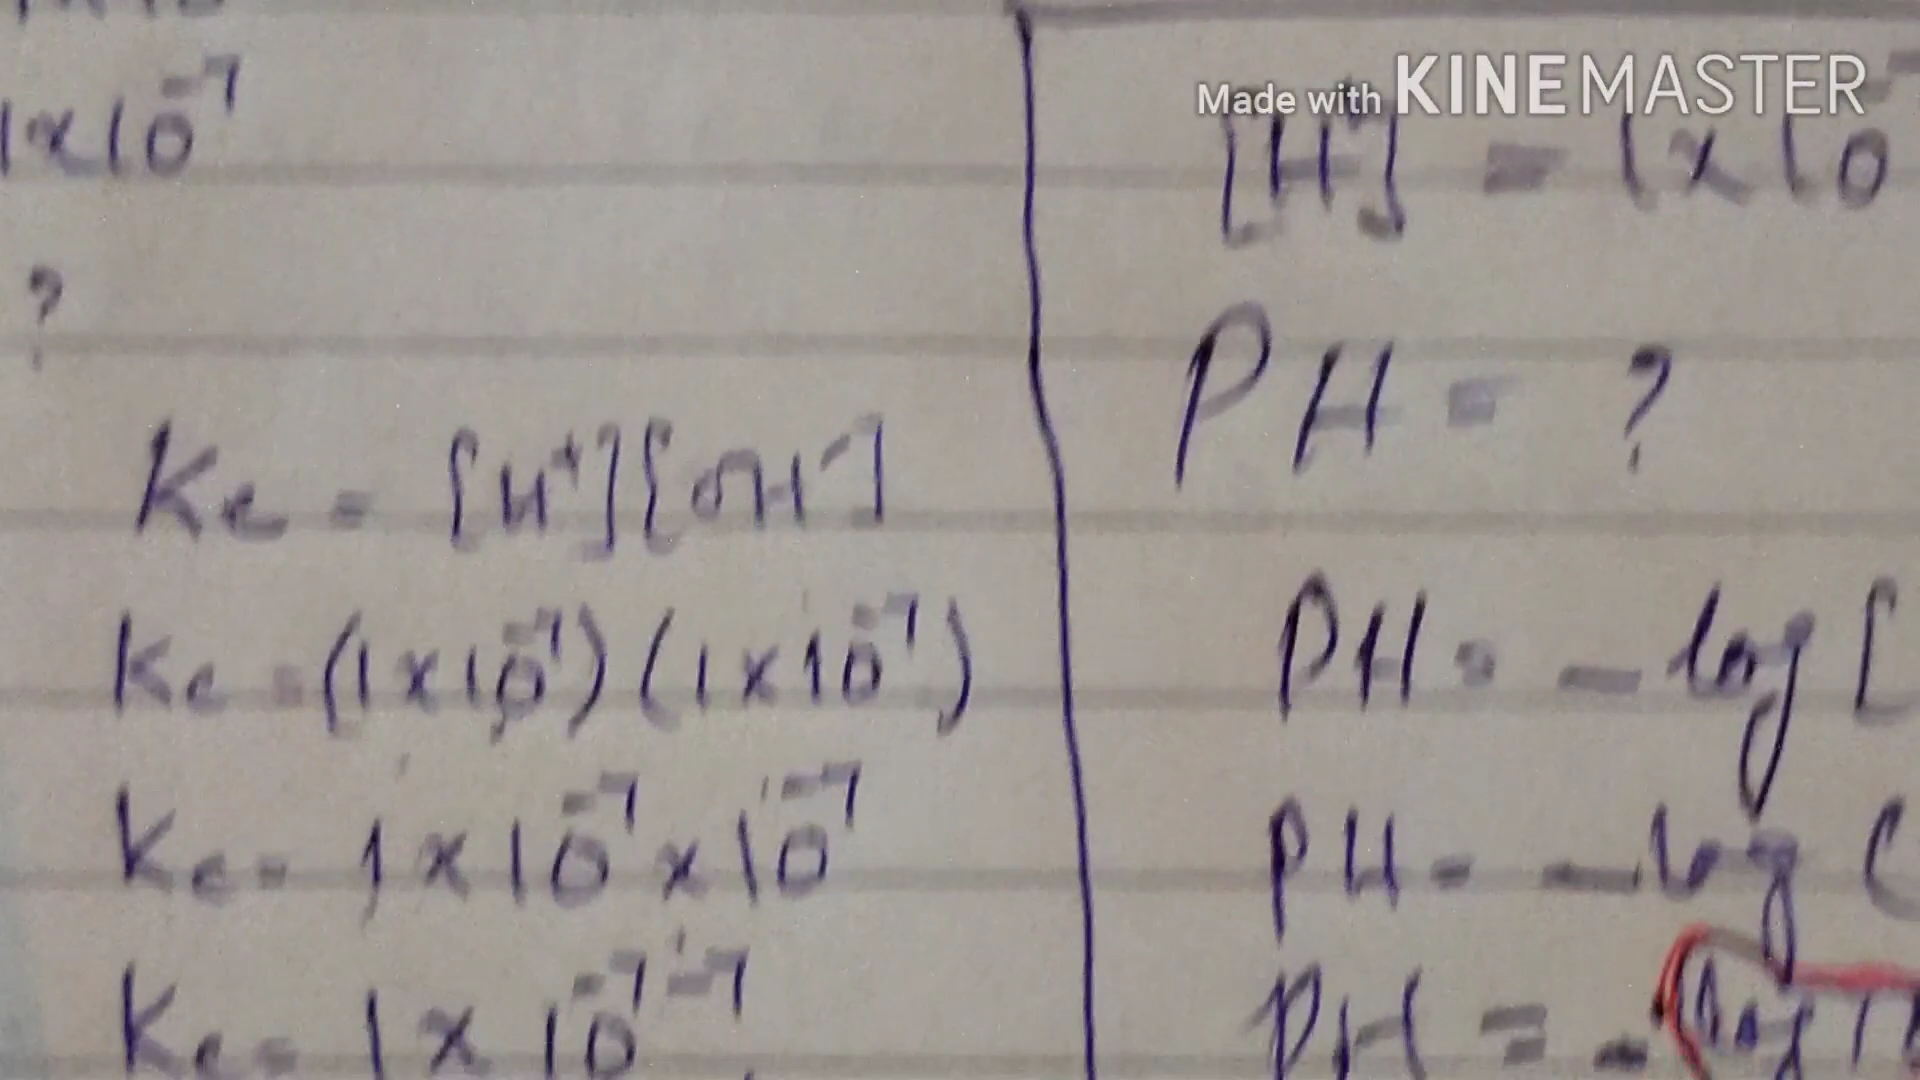 1x10⁻⁷
?
Kc = [H⁺][OH⁻]
Kc = (1x10⁻⁷)(1x10⁻⁷)
Kc = 1x10⁻⁷x10⁻⁷
Kc = 1x10⁻⁷⁻⁷
Made with KINEMASTER
[H⁺] = 1x10⁻
PH = ?
PH = -log[
PH = -log(
PH = -(log1